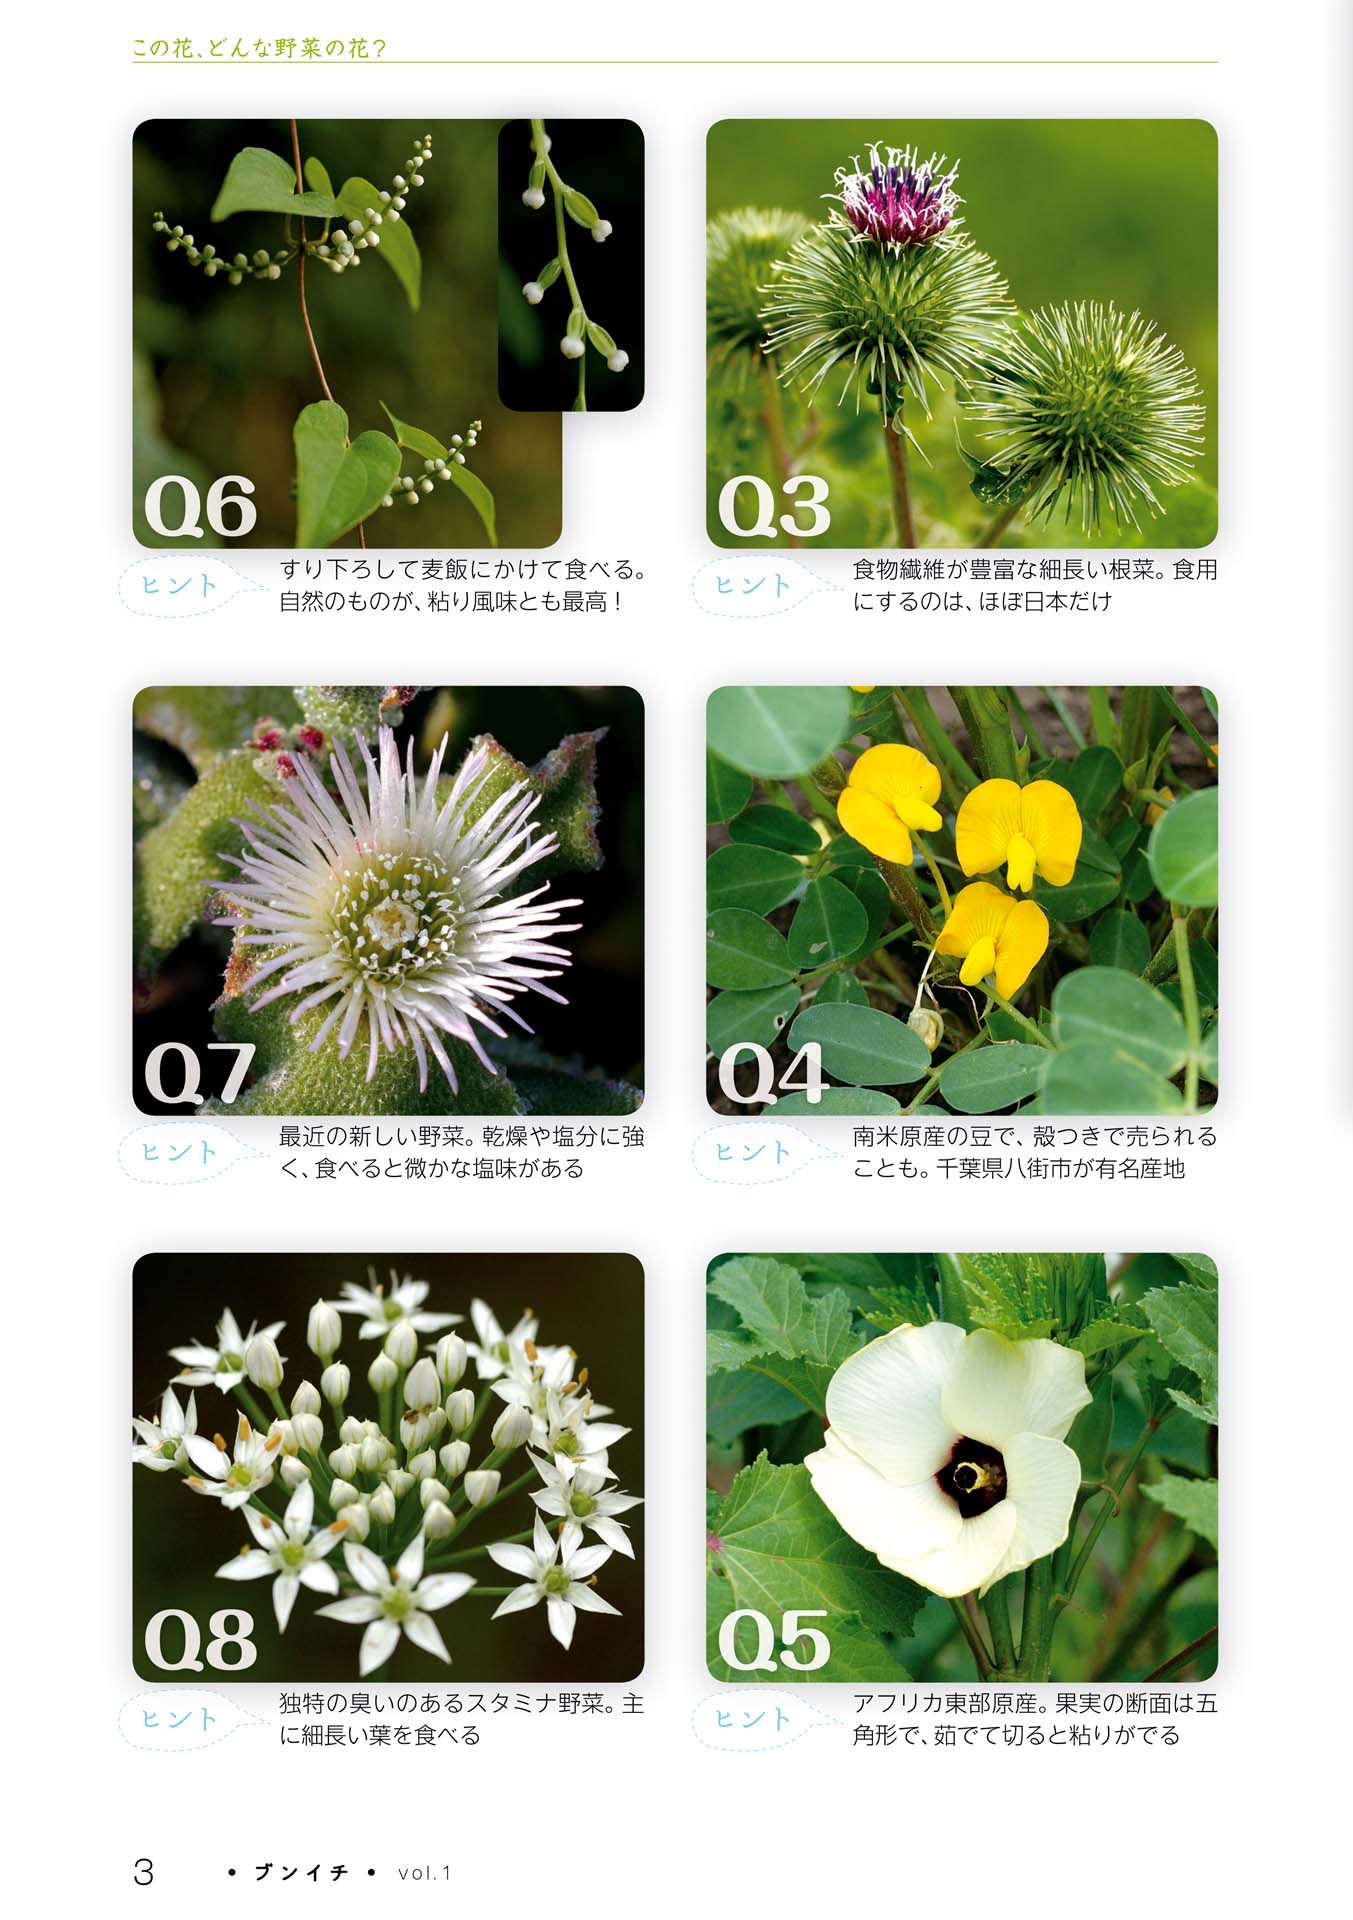 この花、どんな野菜の花？
Q3
ヒント
食物繊維が豊富な細長い根菜。食用
にするのは、ほぼ日本だけ
Q4
ヒント
南米原産の豆で、殻つきで売られる
ことも。千葉県八街市が有名産地
Q5
ヒント
アフリカ東部原産。果実の断面は五
角形で、茹でて切ると粘りがでる
Q6
ヒント
すり下ろして麦飯にかけて食べる。
自然のものが、粘り風味とも最高！
Q7
ヒント
最近の新しい野菜。乾燥や塩分に強
く、食べると微かな塩味がある
Q8
ヒント
独特の臭いのあるスタミナ野菜。主
に細長い葉を食べる
3 • ブンイチ • vol.1